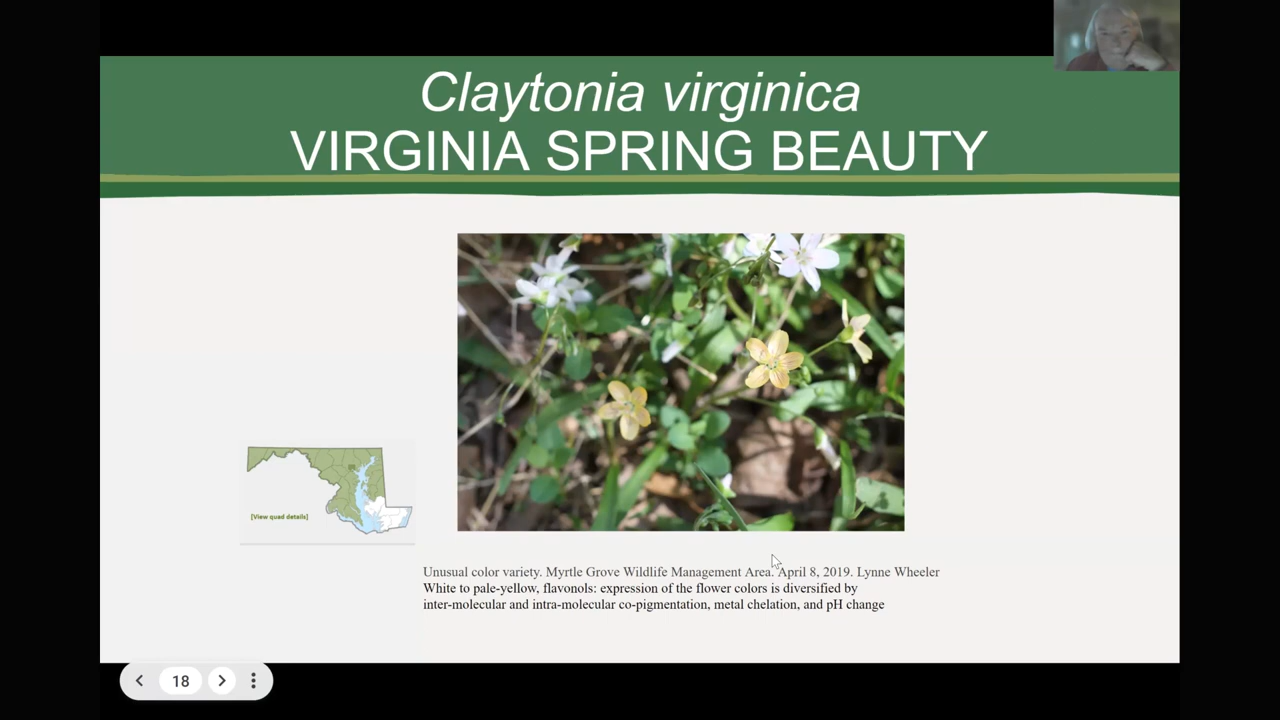 Claytonia virginica
VIRGINIA SPRING BEAUTY
[View quad details]
Unusual color variety. Myrtle Grove Wildlife Management Area. April 8, 2019. Lynne Wheeler
White to pale-yellow, flavonols: expression of the flower colors is diversified by
inter-molecular and intra-molecular co-pigmentation, metal chelation, and pH change
18